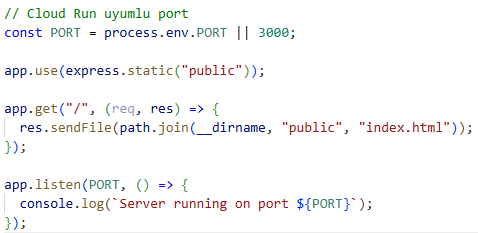 // Cloud Run uyumlu port
const PORT = process.env.PORT || 3000;

app.use(express.static("public"));

app.get("/", (req, res) => {
  res.sendFile(path.join(__dirname, "public", "index.html"));
});

app.listen(PORT, () => {
  console.log(`Server running on port ${PORT}`);
});